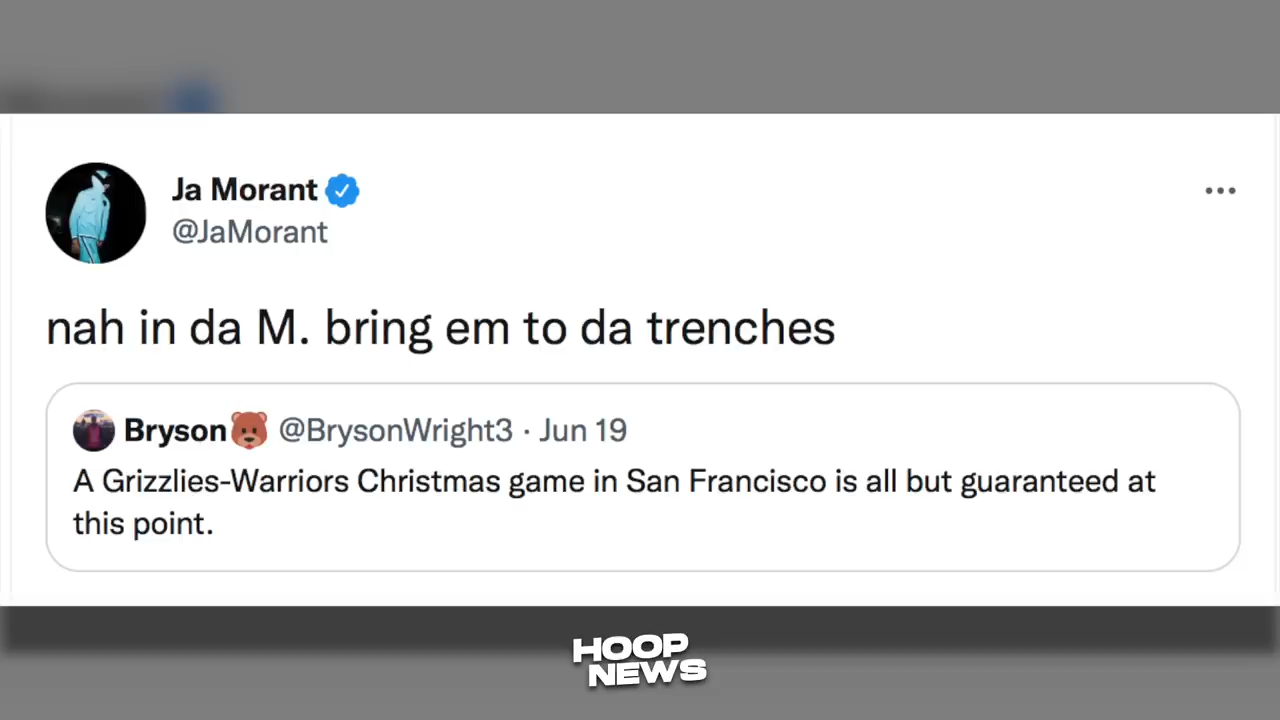 Ja Morant
@JaMorant
nah in da M. bring em to da trenches
Bryson🐻 @BrysonWright3 · Jun 19
A Grizzlies-Warriors Christmas game in San Francisco is all but guaranteed at
this point.
HOOP
NEWS